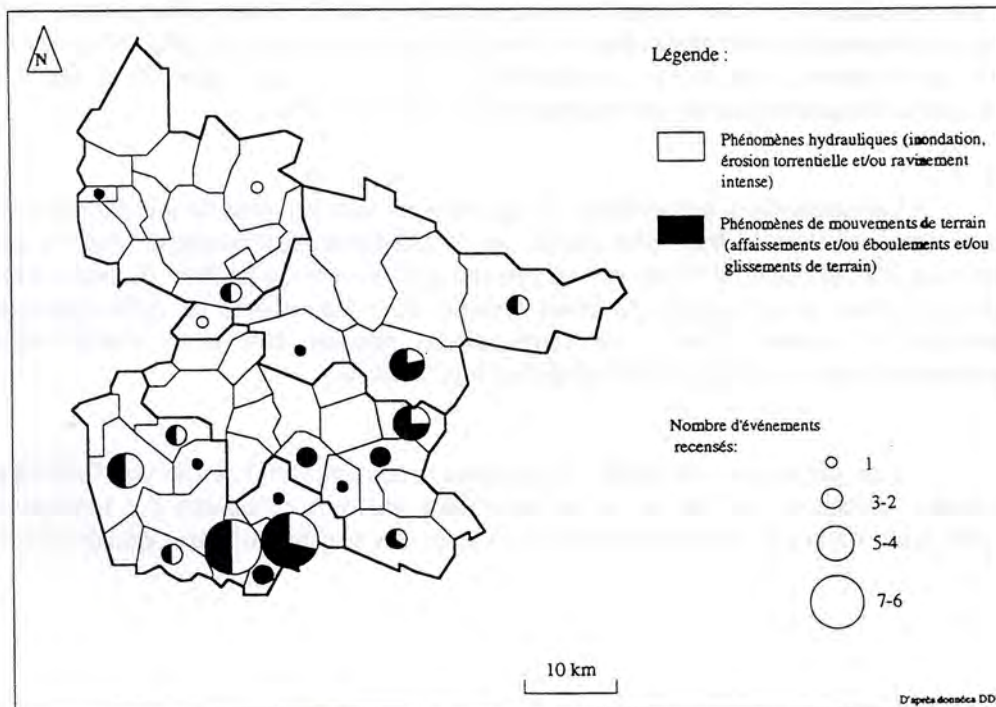 N
Légende :
Phénomènes hydrauliques (inondation,
érosion torrentielle et/ou ravinement
intense)
Phénomènes de mouvements de terrain
(affaissements et/ou éboulements et/ou
glissements de terrain)
Nombre d'événements
recensés:
1
3-2
5-4
7-6
10 km
D'après données DD